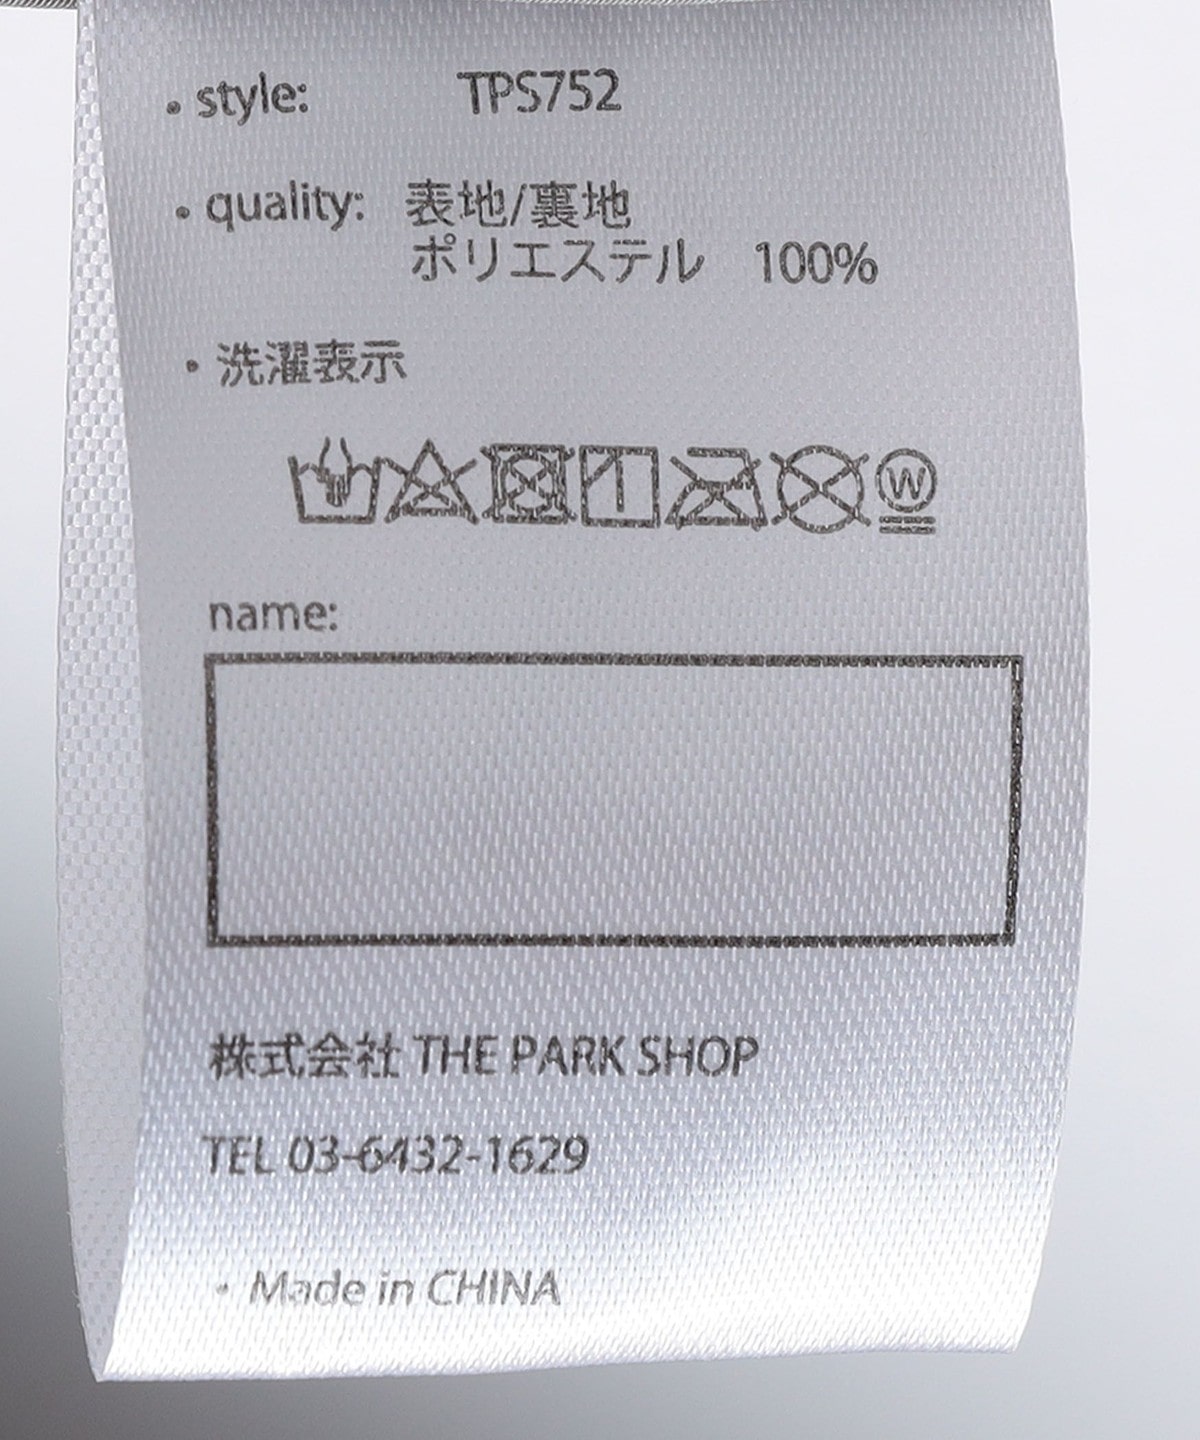 ・style: TPS752
・quality: 表地/裏地
ポリエステル 100%
・洗濯表示
W
name:
株式会社 THE PARK SHOP
TEL 03-6432-1629
・Made in CHINA